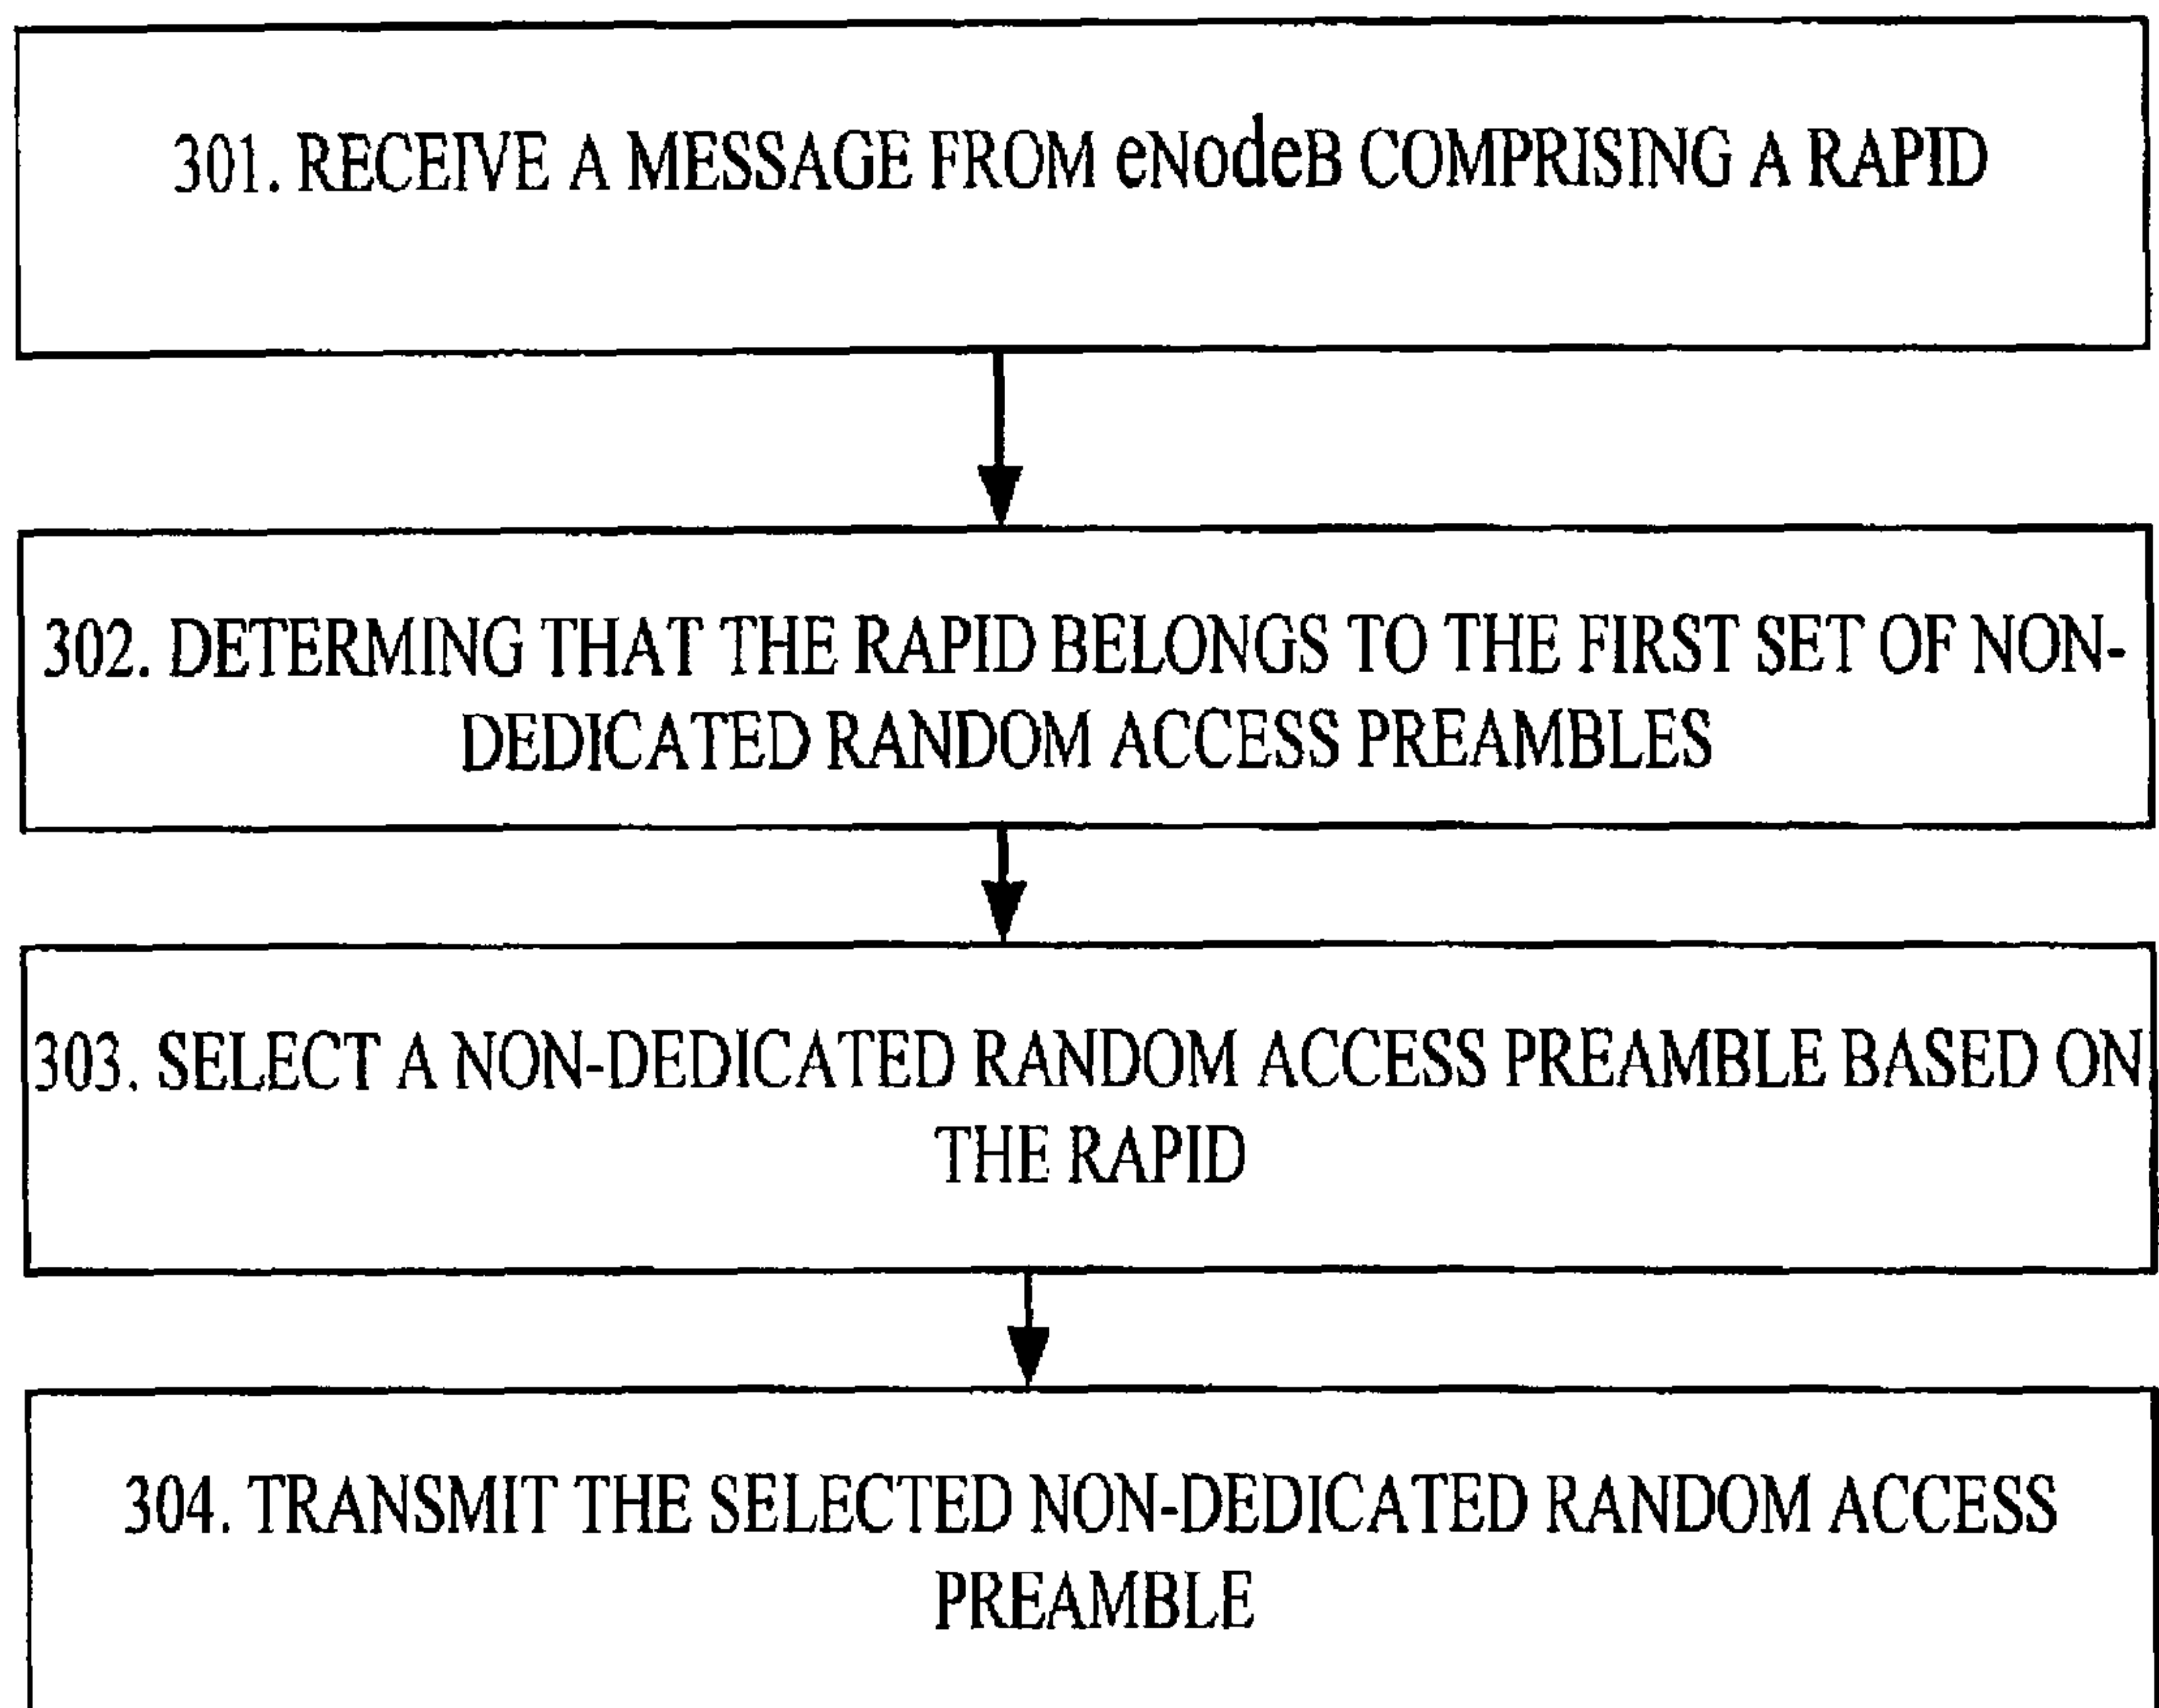 301. RECEIVE A MESSAGE FROM eNodeB COMPRISING A RAPID
302. DETERMING THAT THE RAPID BELONGS TO THE FIRST SET OF NON-
DEDICATED RANDOM ACCESS PREAMBLES
303. SELECT A NON-DEDICATED RANDOM ACCESS PREAMBLE BASED ON
THE RAPID
304. TRANSMIT THE SELECTED NON-DEDICATED RANDOM ACCESS
PREAMBLE